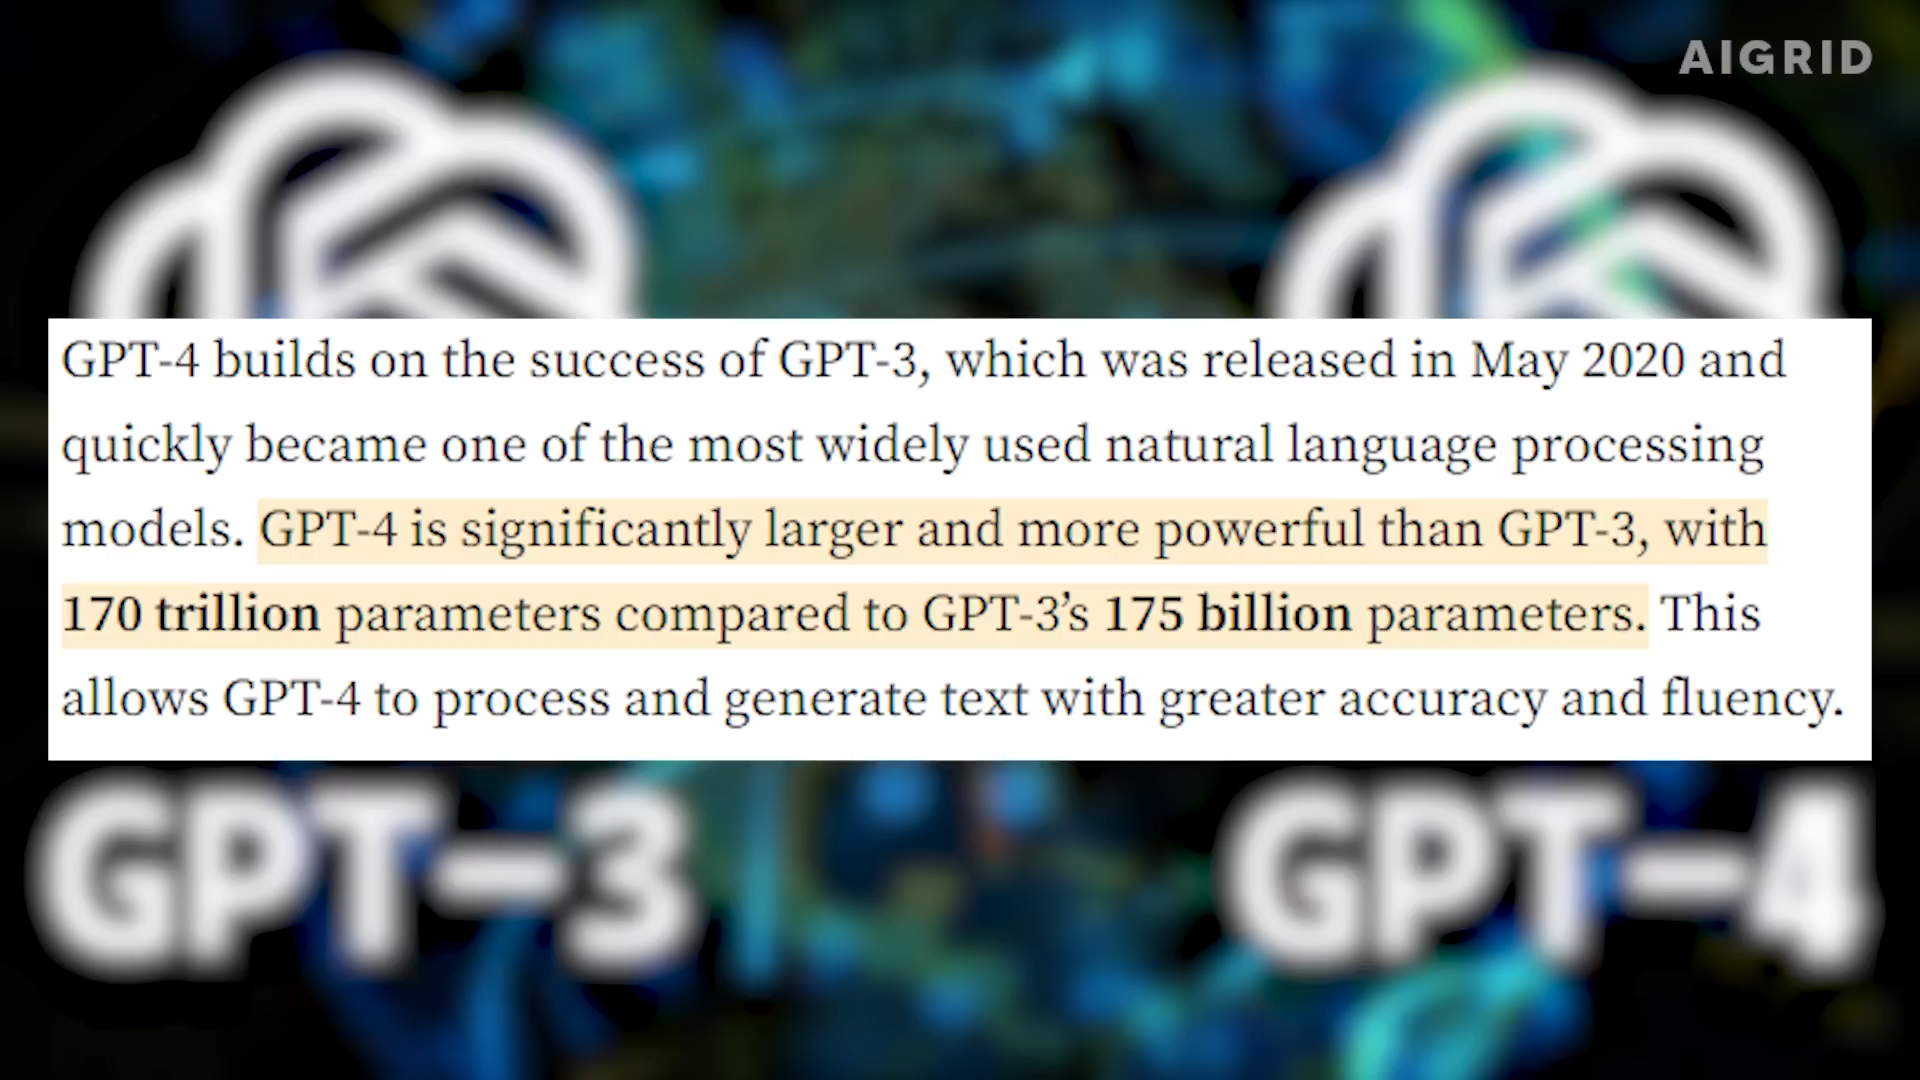 AIGRID
GPT-4 builds on the success of GPT-3, which was released in May 2020 and
quickly became one of the most widely used natural language processing
models. GPT-4 is significantly larger and more powerful than GPT-3, with
170 trillion parameters compared to GPT-3’s 175 billion parameters. This
allows GPT-4 to process and generate text with greater accuracy and fluency.
GPT-3 GPT-4